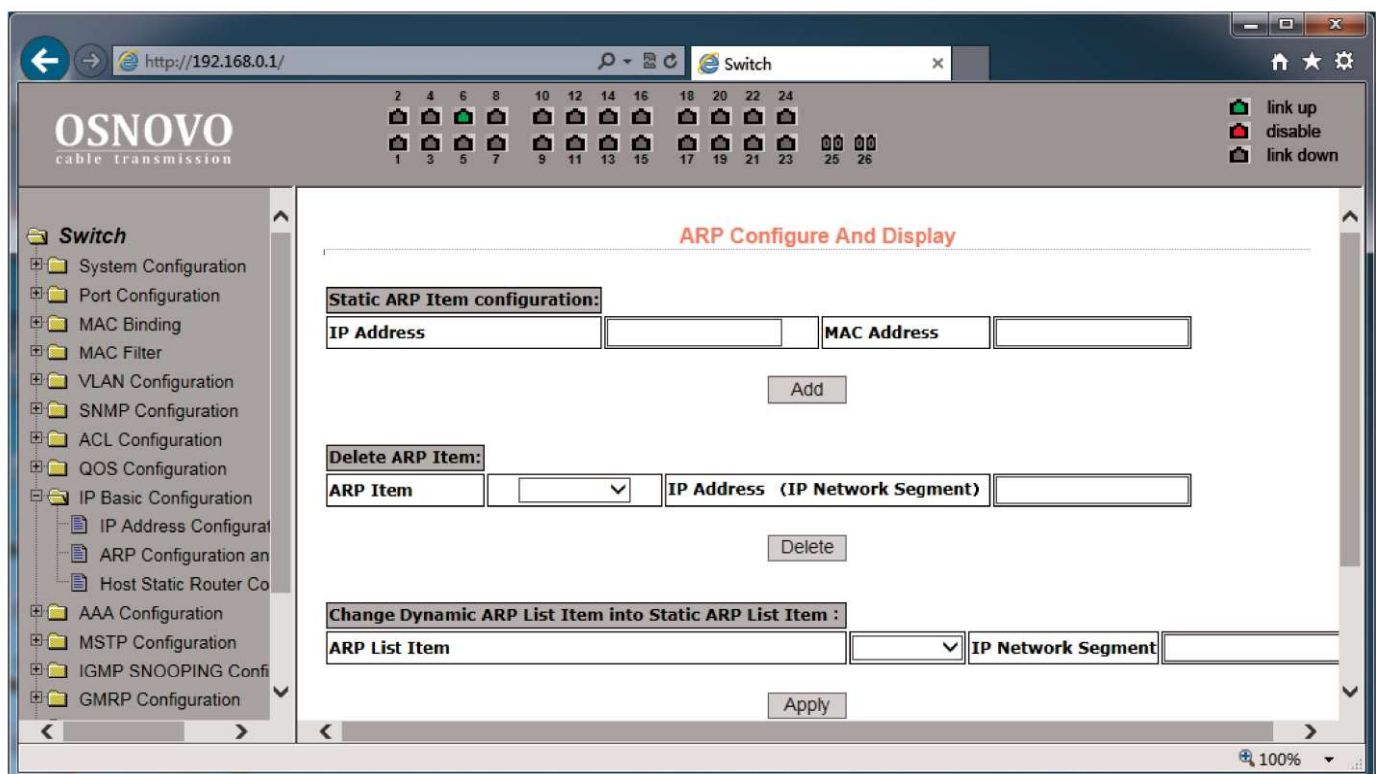 http://192.168.0.1/
Switch
OSNOVO
cable transmission
2 4 6 8 10 12 14 16 18 20 22 24
1 3 5 7 9 11 13 15 17 19 21 23 25 26
link up
disable
link down
Switch
System Configuration
Port Configuration
MAC Binding
MAC Filter
VLAN Configuration
SNMP Configuration
ACL Configuration
QOS Configuration
IP Basic Configuration
IP Address Configurat
ARP Configuration an
Host Static Router Co
AAA Configuration
MSTP Configuration
IGMP SNOOPING Confi
GMRP Configuration
ARP Configure And Display
Static ARP Item configuration:
IP Address MAC Address
Add
Delete ARP Item:
ARP Item IP Address (IP Network Segment)
Delete
Change Dynamic ARP List Item into Static ARP List Item :
ARP List Item IP Network Segment
Apply
100%